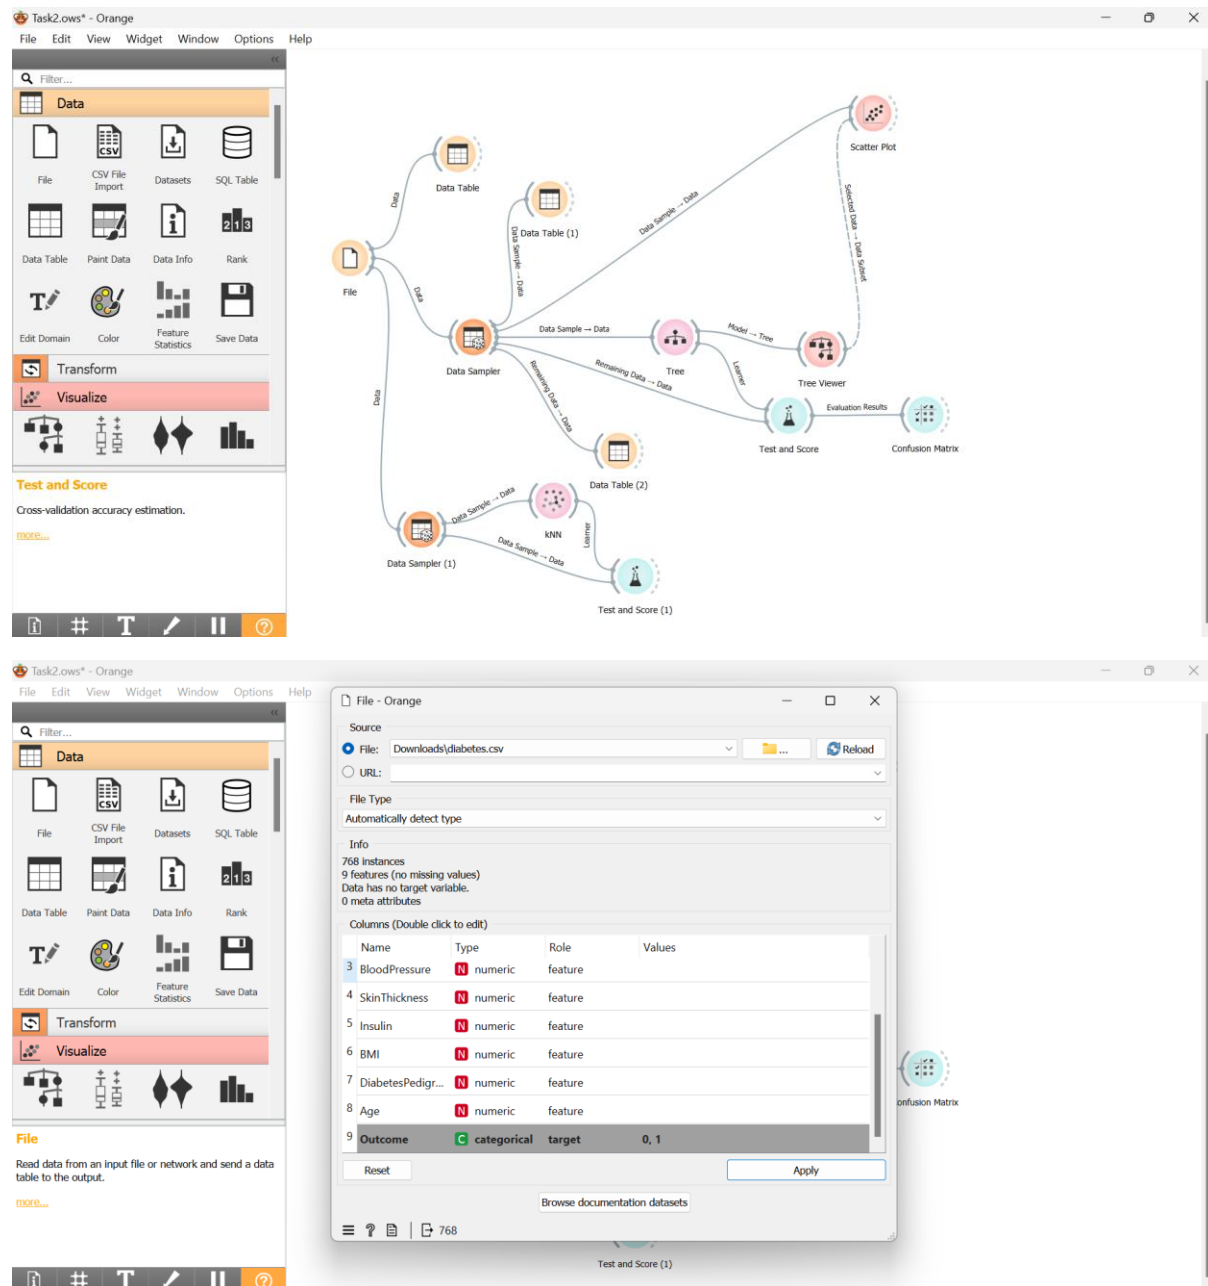 Task2.ows* - Orange
File Edit View Widget Window Options Help
Filter...
Data
File
CSV File Import
Datasets
SQL Table
Data Table
Paint Data
Data Info
Rank
Edit Domain
Color
Feature Statistics
Save Data
Transform
Visualize
Test and Score
Cross-validation accuracy estimation.
more...
File
Data
Data Table
Data Sample → Data
Data Table (1)
Data Sample → Data
Scatter Plot
Selected Data → Data Subset
Data
Data Sampler
Data Sample → Data
Tree
Model → Tree
Tree Viewer
Remaining Data → Data
Learner
Test and Score
Evaluation Results
Confusion Matrix
Remaining Data → Data
Data Table (2)
Data
Data Sampler (1)
Data Sample → Data
kNN
Learner
Data Sample → Data
Test and Score (1)
Task2.ows* - Orange
File Edit View Widget Window Options Help
Filter...
Data
File
CSV File Import
Datasets
SQL Table
Data Table
Paint Data
Data Info
Rank
Edit Domain
Color
Feature Statistics
Save Data
Transform
Visualize
File
Read data from an input file or network and send a data
table to the output.
more...
File - Orange
Source
File: Downloads\diabetes.csv ... Reload
URL:
File Type
Automatically detect type
Info
768 instances
9 features (no missing values)
Data has no target variable.
0 meta attributes
Columns (Double click to edit)
Name Type Role Values
3 BloodPressure N numeric feature
4 SkinThickness N numeric feature
5 Insulin N numeric feature
6 BMI N numeric feature
7 DiabetesPedigr... N numeric feature
8 Age N numeric feature
9 Outcome C categorical target 0, 1
Reset Apply
Browse documentation datasets
768
onfusion Matrix
Test and Score (1)